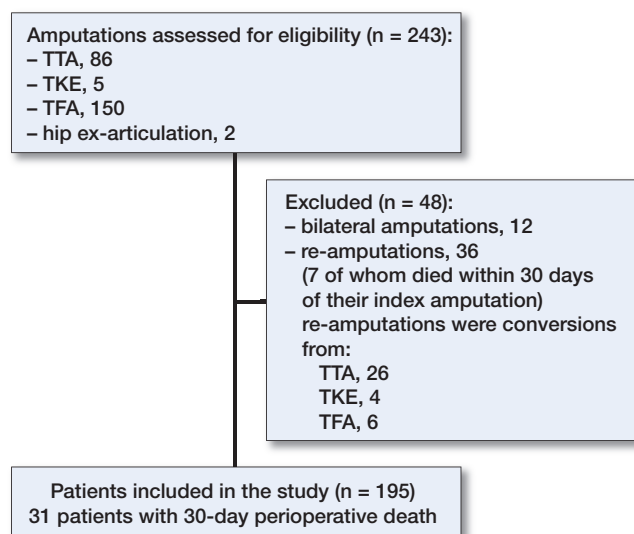 Amputations assessed for eligibility (n = 243):
– TTA, 86
– TKE, 5
– TFA, 150
– hip ex-articulation, 2
Excluded (n = 48):
– bilateral amputations, 12
– re-amputations, 36
(7 of whom died within 30 days
of their index amputation)
re-amputations were conversions
from:
TTA, 26
TKE, 4
TFA, 6
Patients included in the study (n = 195)
31 patients with 30-day perioperative death